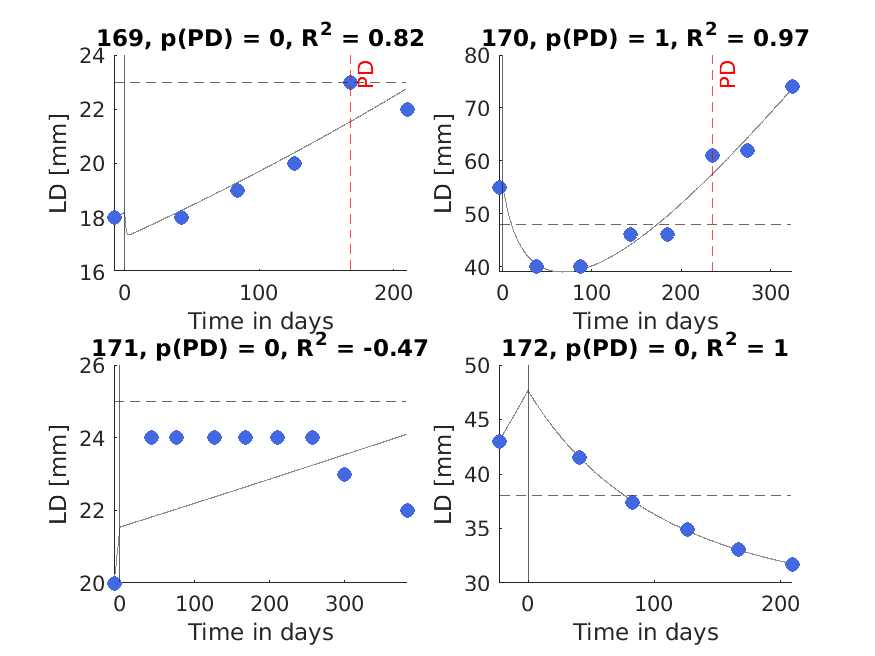 169, p(PD) = 0, R² = 0.82
24
22
20
18
16
LD [mm]
PD
0 100 200
Time in days
170, p(PD) = 1, R² = 0.97
80
70
60
50
40
LD [mm]
PD
0 100 200 300
Time in days
171, p(PD) = 0, R² = -0.47
26
24
22
20
LD [mm]
0 100 200 300
Time in days
172, p(PD) = 0, R² = 1
50
45
40
35
30
LD [mm]
0 100 200
Time in days